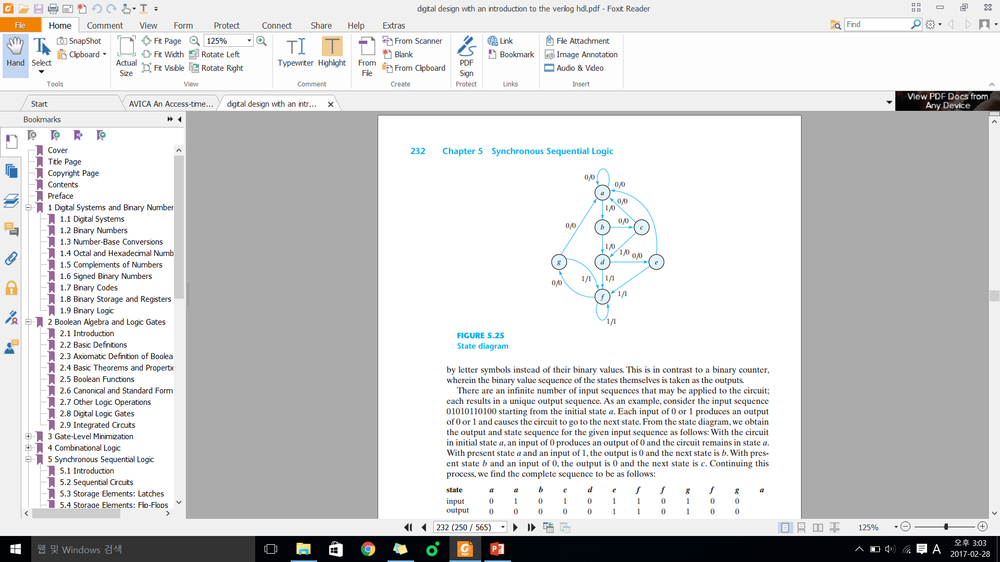 digital design with an introduction to the verilog hdl.pdf - Foxit Reader
File Home Comment View Form Protect Connect Share Help Extras
Find
Hand
Select
SnapShot
Clipboard
Tools
Actual Size
Fit Page
Fit Width
Fit Visible
125%
Rotate Left
Rotate Right
View
Typewriter
Highlight
Comment
From File
From Scanner
Blank
From Clipboard
Create
PDF Sign
Protect
Link
Bookmark
Links
File Attachment
Image Annotation
Audio & Video
Insert
Start
AVICA An Access-time...
digital design with an intr...
View PDF Docs from
Any Device
Bookmarks
Cover
Title Page
Copyright Page
Contents
Preface
1 Digital Systems and Binary Number
1.1 Digital Systems
1.2 Binary Numbers
1.3 Number-Base Conversions
1.4 Octal and Hexadecimal Numb
1.5 Complements of Numbers
1.6 Signed Binary Numbers
1.7 Binary Codes
1.8 Binary Storage and Registers
1.9 Binary Logic
2 Boolean Algebra and Logic Gates
2.1 Introduction
2.2 Basic Definitions
2.3 Axiomatic Definition of Boolea
2.4 Basic Theorems and Propertie
2.5 Boolean Functions
2.6 Canonical and Standard Form
2.7 Other Logic Operations
2.8 Digital Logic Gates
2.9 Integrated Circuits
3 Gate-Level Minimization
4 Combinational Logic
5 Synchronous Sequential Logic
5.1 Introduction
5.2 Sequential Circuits
5.3 Storage Elements: Latches
5.4 Storage Elements: Flip-Flops
232 Chapter 5 Synchronous Sequential Logic
0/0
0/0
a
0/0
1/0
0/0
0/0
b
c
1/0
1/0
0/0
g
d
e
1/1
1/1
0/0
1/1
f
1/1
FIGURE 5.25
State diagram
by letter symbols instead of their binary values. This is in contrast to a binary counter,
wherein the binary value sequence of the states themselves is taken as the outputs.
There are an infinite number of input sequences that may be applied to the circuit;
each results in a unique output sequence. As an example, consider the input sequence
01010110100 starting from the initial state a. Each input of 0 or 1 produces an output
of 0 or 1 and causes the circuit to go to the next state. From the state diagram, we obtain
the output and state sequence for the given input sequence as follows: With the circuit
in initial state a, an input of 0 produces an output of 0 and the circuit remains in state a.
With present state a and an input of 1, the output is 0 and the next state is b. With pres-
ent state b and an input of 0, the output is 0 and the next state is c. Continuing this
process, we find the complete sequence to be as follows:
state a a b c d e f f g f g a
input 0 1 0 1 0 1 1 0 1 0 0
output 0 0 0 0 0 1 1 0 1 0 0
232 (250 / 565)
125%
웹 및 Windows 검색
A
오후 3:03
2017-02-28